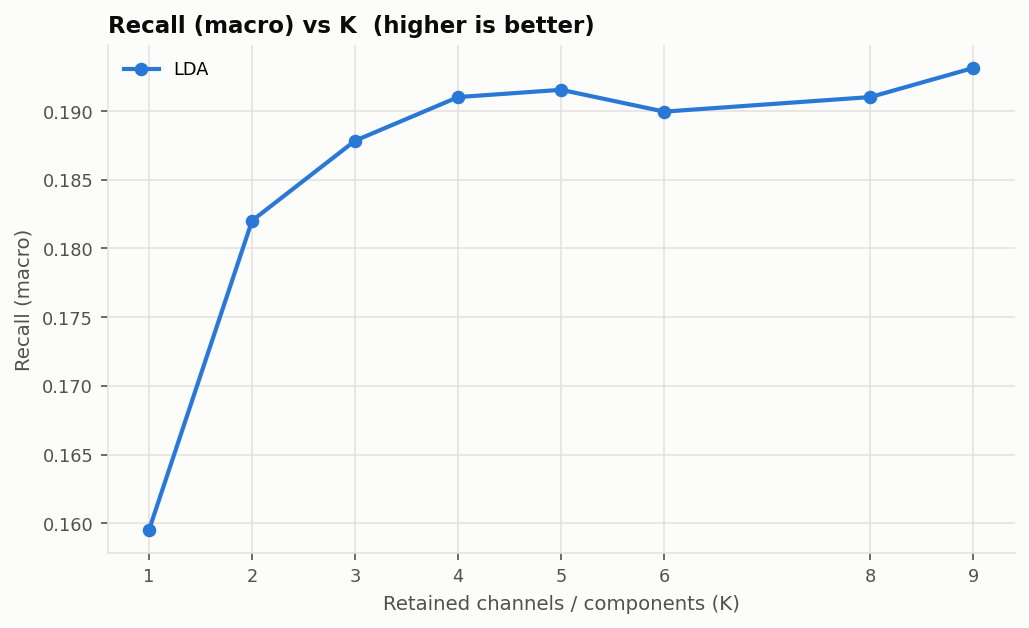 Recall (macro) vs K  (higher is better)
LDA
0.190
0.185
0.180
0.175
0.170
0.165
0.160
Recall (macro)
1 2 3 4 5 6 8 9
Retained channels / components (K)